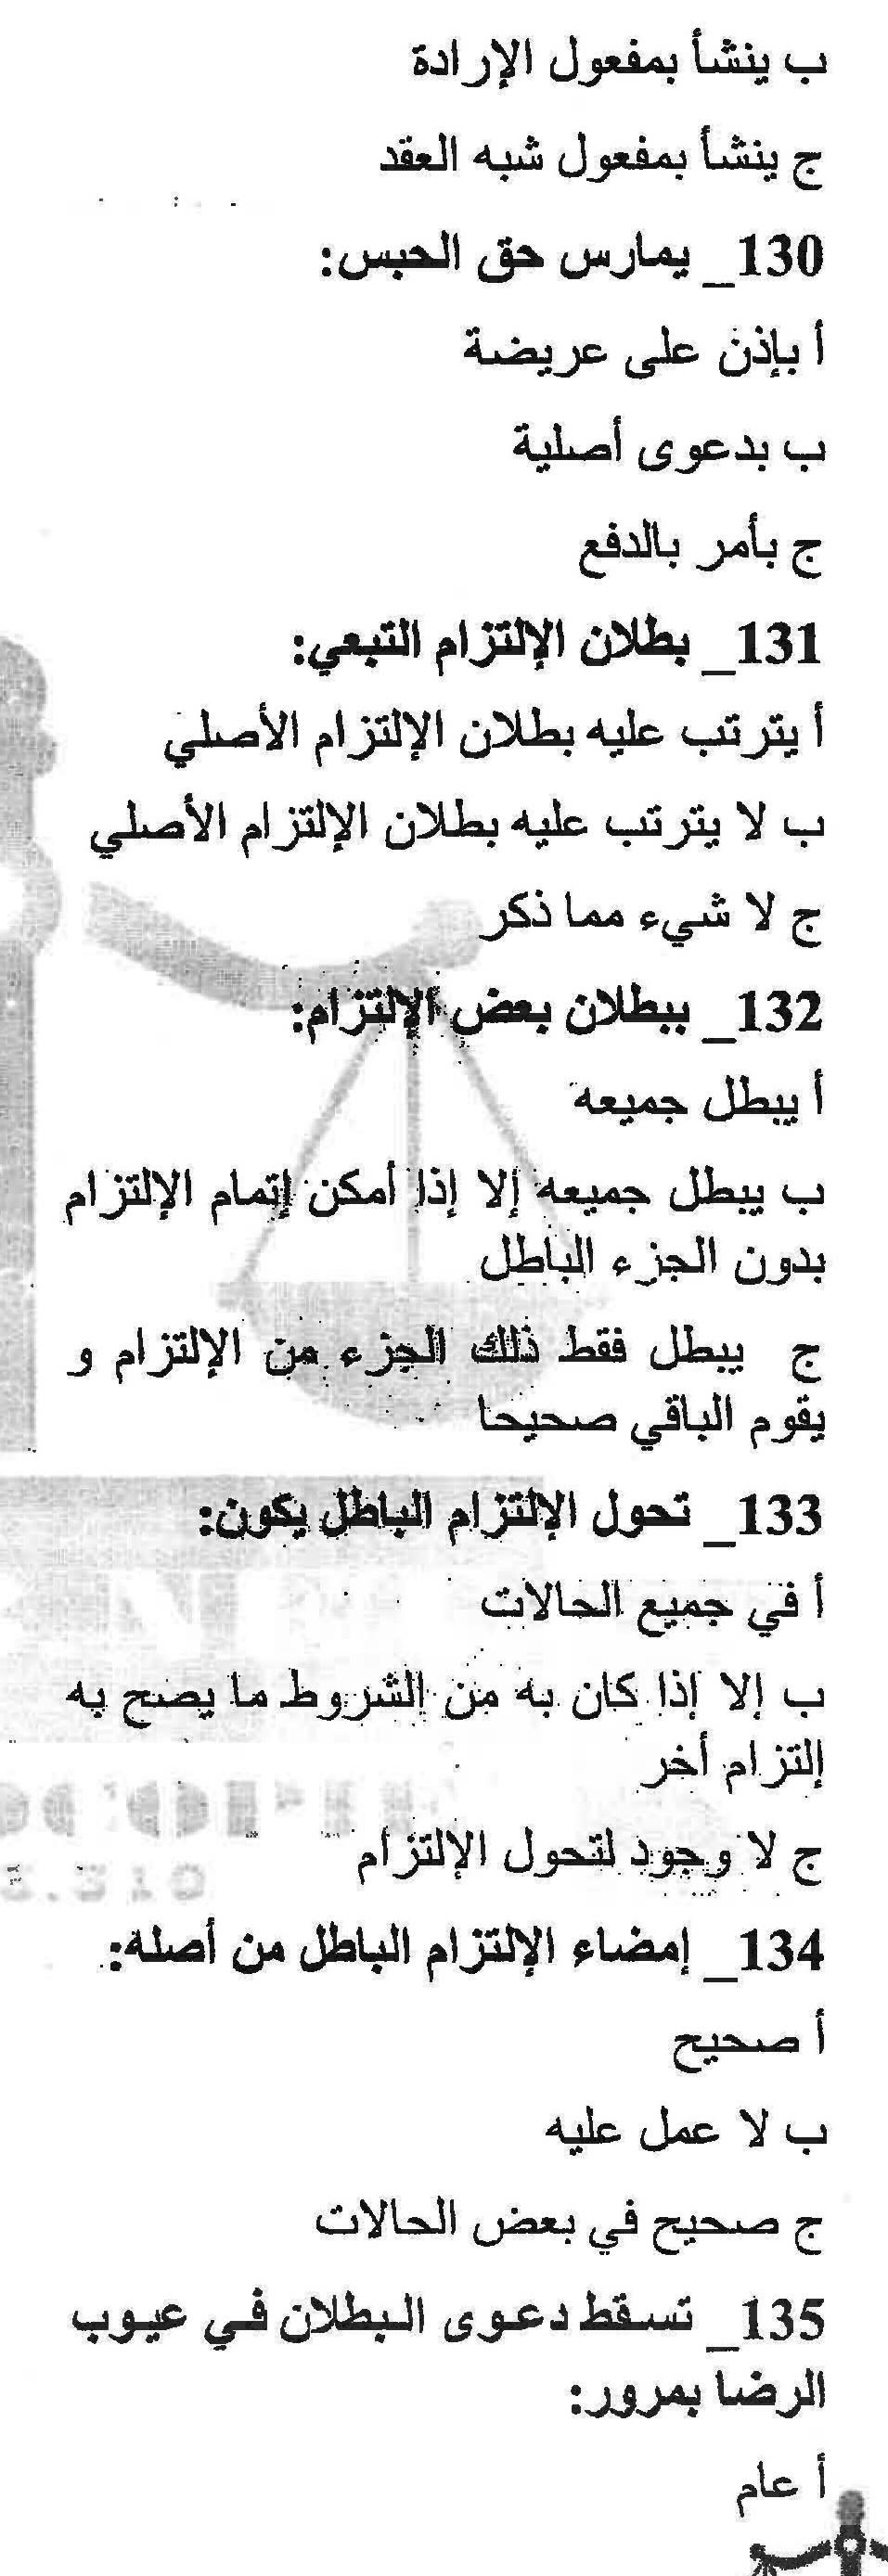 ب ينشأ بمفعول الإرادة
ج ينشأ بمفعول شبه العقد
130_ يمارس حق الحبس:
أ بإذن على عريضة
ب بدعوى أصلية
ج بأمر بالدفع
131_ بطلان الإلتزام التبعي:
أ يترتب عليه بطلان الإلتزام الأصلي
ب لا يترتب عليه بطلان الإلتزام الأصلي
ج لا شيء مما ذكر
132_ ببطلان بعض الإلتزام:
أ يبطل جميعه
ب يبطل جميعه إلا إذا أمكن إتمام الإلتزام
بدون الجزء الباطل
ج يبطل فقط ذلك الجزء من الإلتزام و
يقوم الباقي صحيحا
133_ تحول الإلتزام الباطل يكون:
أ في جميع الحالات
ب إلا إذا كان به من الشروط ما يصح به
إلتزام أخر
ج لا وجود لتحول الإلتزام
134_ إمضاء الإلتزام الباطل من أصله:
أ صحيح
ب لا عمل عليه
ج صحيح في بعض الحالات
135_ تسقط دعوى البطلان في عيوب
الرضا بمرور:
أ عام